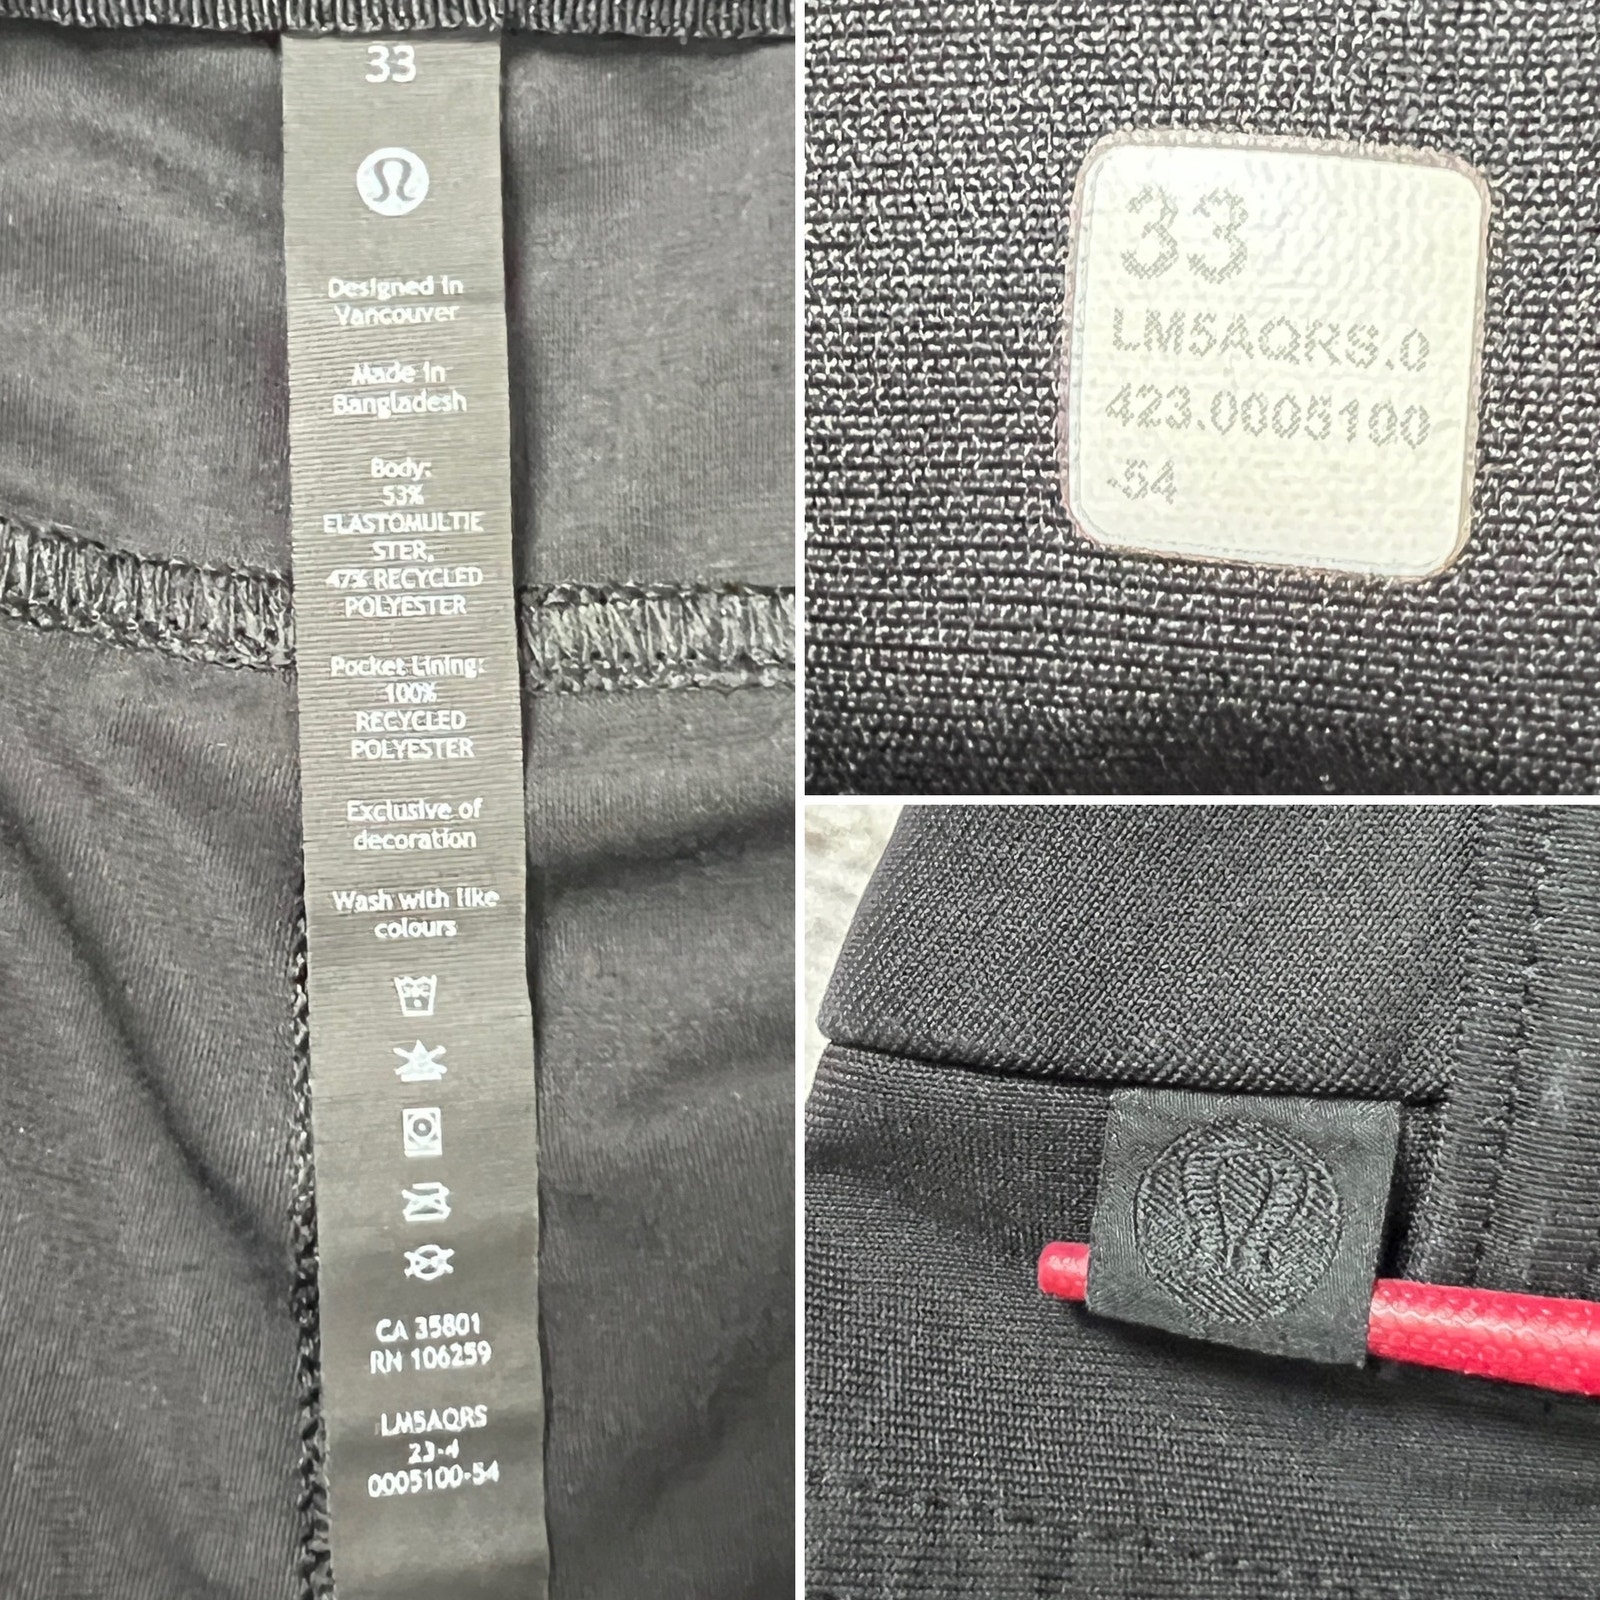 33
Designed in
Vancouver
Made in
Bangladesh
Body:
53%
ELASTOMULTIE
STER,
47% RECYCLED
POLYESTER
Pocket Lining:
100%
RECYCLED
POLYESTER
Exclusive of
decoration
Wash with like
colours
CA 35801
RN 106259
LM5AQRS
23-4
0005100-54
33
LM5AQRS.0
423.0005100
-54